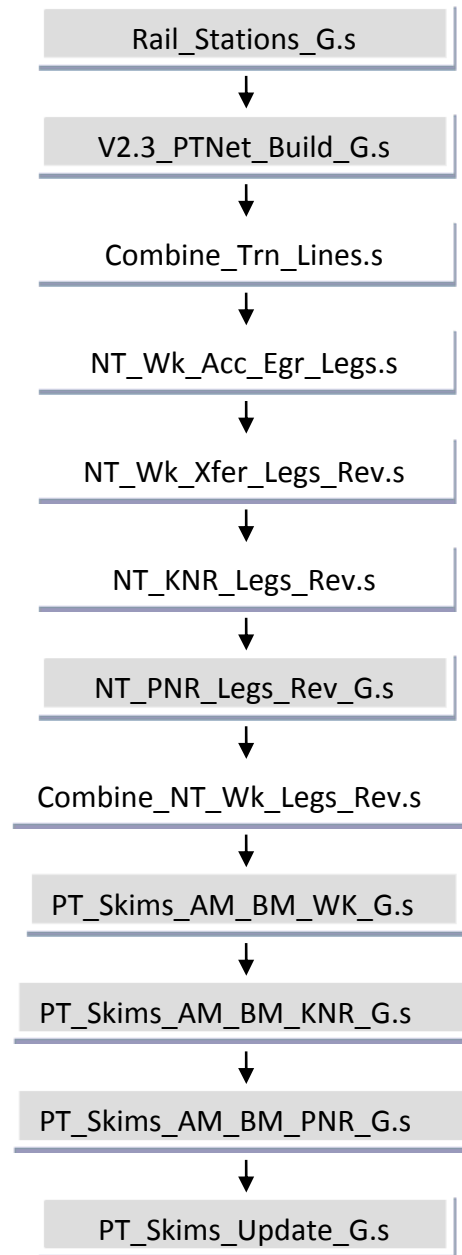 Rail_Stations_G.s
V2.3_PTNet_Build_G.s
Combine_Trn_Lines.s
NT_Wk_Acc_Egr_Legs.s
NT_Wk_Xfer_Legs_Rev.s
NT_KNR_Legs_Rev.s
NT_PNR_Legs_Rev_G.s
Combine_NT_Wk_Legs_Rev.s
PT_Skims_AM_BM_WK_G.s
PT_Skims_AM_BM_KNR_G.s
PT_Skims_AM_BM_PNR_G.s
PT_Skims_Update_G.s